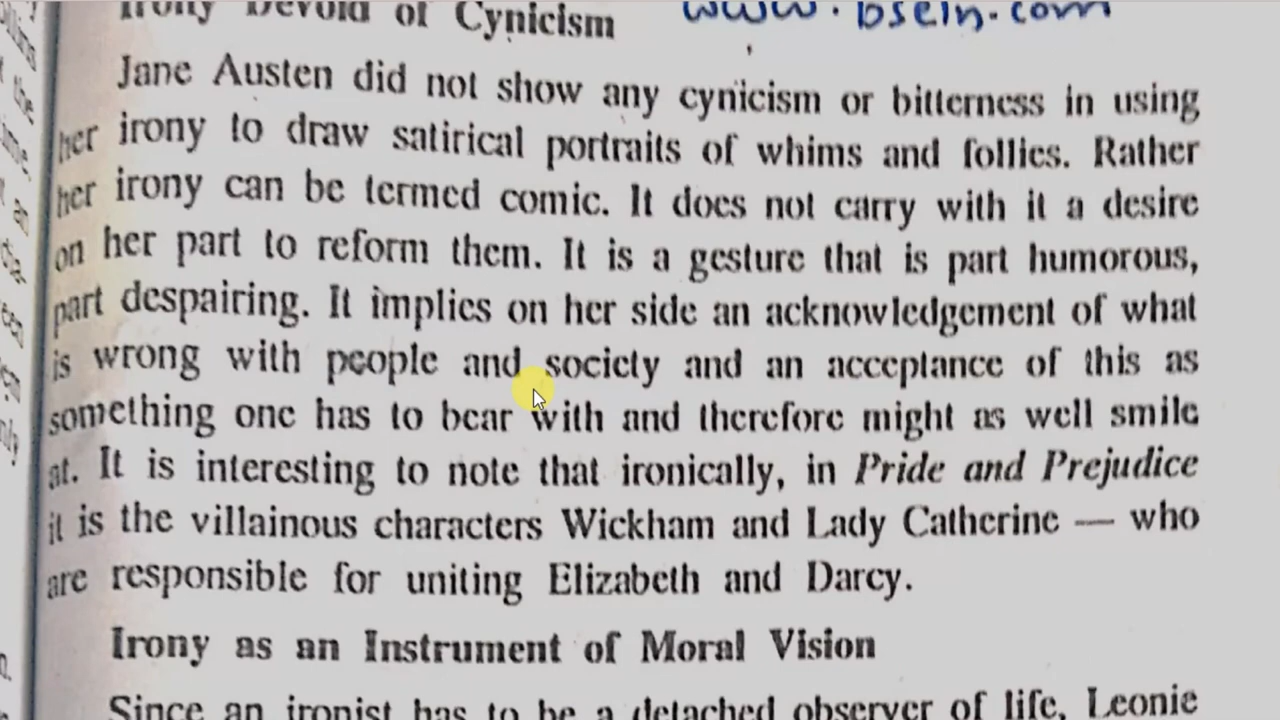 Irony Devoid of Cynicism www.bsein.com
Jane Austen did not show any cynicism or bitterness in using
her irony to draw satirical portraits of whims and follies. Rather
her irony can be termed comic. It does not carry with it a desire
on her part to reform them. It is a gesture that is part humorous,
part despairing. It implies on her side an acknowledgement of what
is wrong with people and society and an acceptance of this as
something one has to bear with and therefore might as well smile
at. It is interesting to note that ironically, in Pride and Prejudice
it is the villainous characters Wickham and Lady Catherine — who
are responsible for uniting Elizabeth and Darcy.
Irony as an Instrument of Moral Vision
Since an ironist has to be a detached observer of life, Leonie